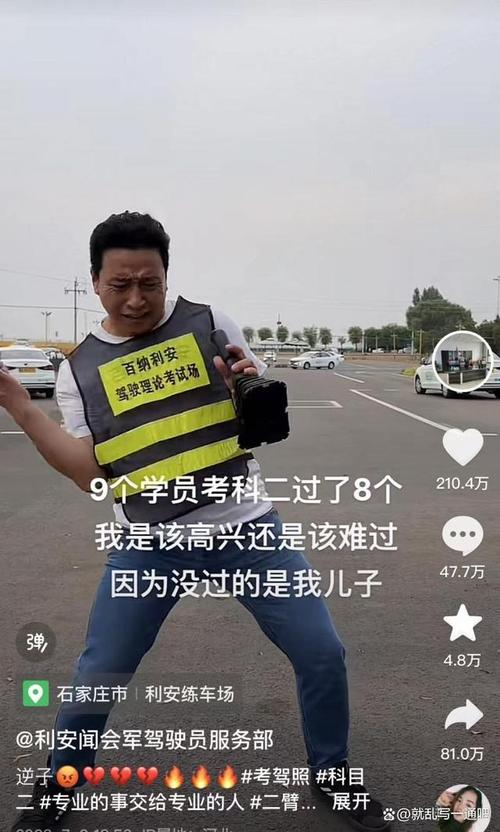 百纳利安
驾驶理论考试场
9个学员考科二过了8个
我是该高兴还是该难过
因为没过的是我儿子
210.4万
47.7万
4.8万
81.0万
弹
石家庄市｜利安练车场
@利安闻会军驾驶员服务部
逆子😡💔💔💔🔥🔥🔥#考驾照 #科目
二 #专业的事交给专业的人 #二臂... 展开
@就乱写一通吧